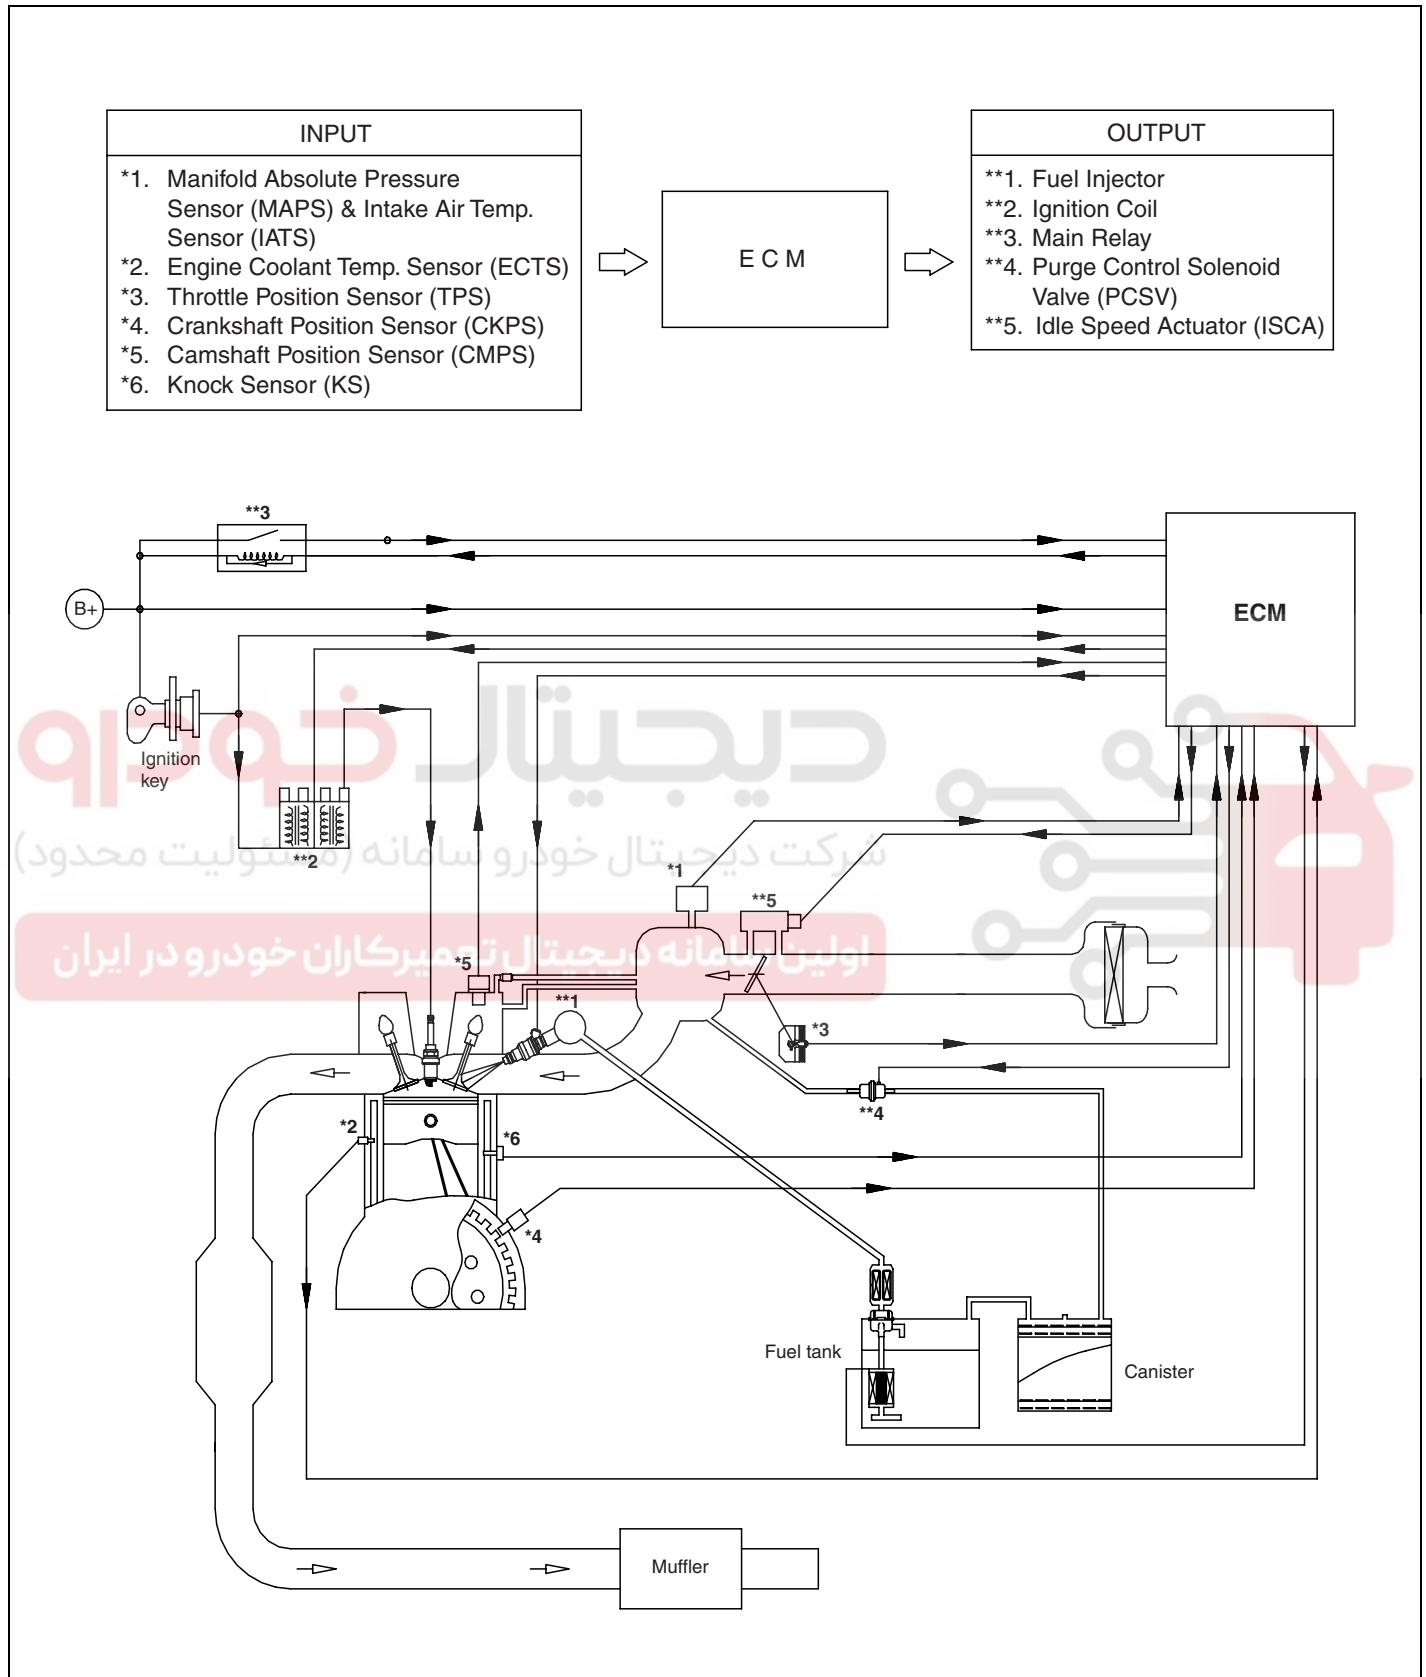 INPUT
*1. Manifold Absolute Pressure
Sensor (MAPS) & Intake Air Temp.
Sensor (IATS)
*2. Engine Coolant Temp. Sensor (ECTS)
*3. Throttle Position Sensor (TPS)
*4. Crankshaft Position Sensor (CKPS)
*5. Camshaft Position Sensor (CMPS)
*6. Knock Sensor (KS)
E C M
OUTPUT
**1. Fuel Injector
**2. Ignition Coil
**3. Main Relay
**4. Purge Control Solenoid
Valve (PCSV)
**5. Idle Speed Actuator (ISCA)
**3
B+
ECM
دیجیتال خودرو
Ignition
key
**2
شرکت دیجیتال خودرو سامانه (مسئولیت محدود)
*1
**5
اولین سامانه دیجیتال تعمیرکاران خودرو در ایران
*5
**1
*3
**4
*2
*6
*4
Fuel tank
Canister
Muffler